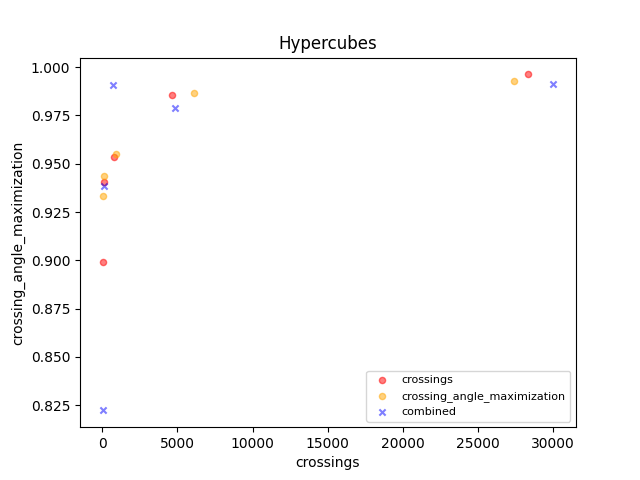 Hypercubes
1.000
0.975
0.950
0.925
0.900
0.875
0.850
0.825
crossing_angle_maximization
crossings
crossing_angle_maximization
combined
0 5000 10000 15000 20000 25000 30000
crossings